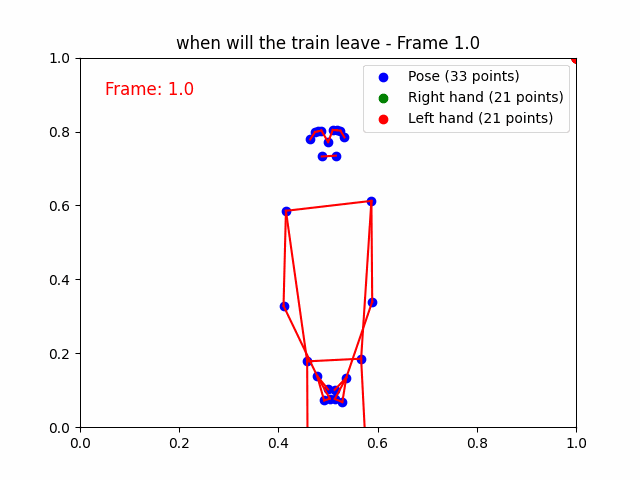 when will the train leave - Frame 1.0
Frame: 1.0
Pose (33 points)
Right hand (21 points)
Left hand (21 points)
1.0
0.8
0.6
0.4
0.2
0.0
0.0 0.2 0.4 0.6 0.8 1.0